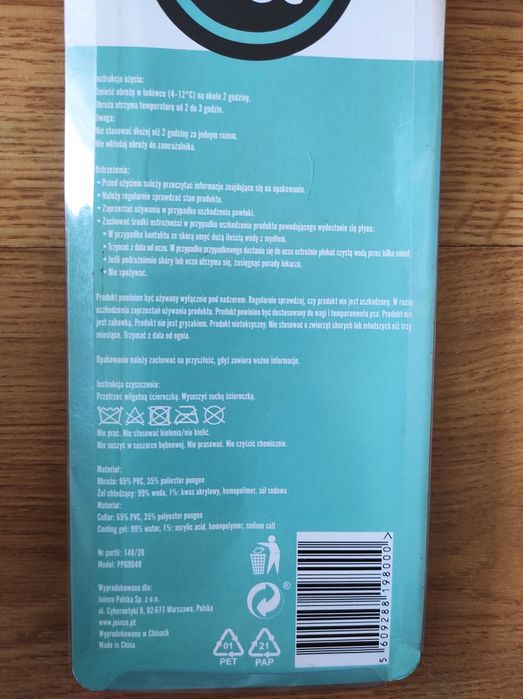 Instrukcja użycia:
Umieść obrożę w lodówce (4–12°C) na około 2 godziny.
Obroża utrzyma temperaturę od 2 do 3 godzin.
Uwaga:
Nie stosować dłużej niż 2 godziny za jednym razem.
Nie wkładaj obroży do zamrażalnika.
Ostrzeżenia:
• Przed użyciem należy przeczytać informacje znajdujące się na opakowaniu.
• Należy regularnie sprawdzać stan produktu.
• Zaprzestać używania w przypadku uszkodzenia powłoki.
• Zachować środki ostrożności w przypadku uszkodzenia produktu powodującego wydostanie się płynu:
• W przypadku kontaktu ze skórą umyć dużą ilością wody z mydłem.
• Trzymać z dala od oczu. W przypadku przypadkowego dostania się do oczu ostrożnie płukać czystą wodą przez kilka minut.
• Jeśli podrażnienie skóry lub oczu utrzyma się, zasięgnąć porady lekarza.
• Nie spożywać.
Produkt powinien być używany wyłącznie pod nadzorem. Regularnie sprawdzaj, czy produkt nie jest uszkodzony. W razie
uszkodzenia zaprzestań używania produktu. Produkt powinien być dostosowany do wagi i temperamentu psa. Produkt nie
jest zabawką. Produkt nie jest gryzakiem. Produkt nietoksyczny. Nie stosować u zwierząt chorych lub młodszych niż trzy
miesiące. Trzymać z dala od ognia.
Opakowanie należy zachować na przyszłość, gdyż zawiera ważne informacje.
Instrukcja czyszczenia:
Przetrzeć wilgotną ściereczką. Wysuszyć suchą ściereczką.
Nie prać. Nie stosować bielenia/nie bielić.
Nie suszyć w suszarce bębnowej. Nie prasować. Nie czyścić chemicznie.
Materiał:
Obroża: 65% PVC, 35% poliester pongee
Żel chłodzący: 99% woda, 1%: kwas akrylowy, homopolimer, sól sodowa
Material:
Collar: 65% PVC, 35% polyester pongee
Cooling gel: 99% water, 1%: acrylic acid, homopolymer, sodium salt
Nr partii: 140/20
Model: PPGD049
Wyprodukowano dla:
Joinco Polska Sp. z o.o.
ul. Cybernetyki 9, 02-677 Warszawa, Polska
www.joinco.pt
Wyprodukowano w Chinach
Made in China
®
01
PET
21
PAP
5 609288 198000 >